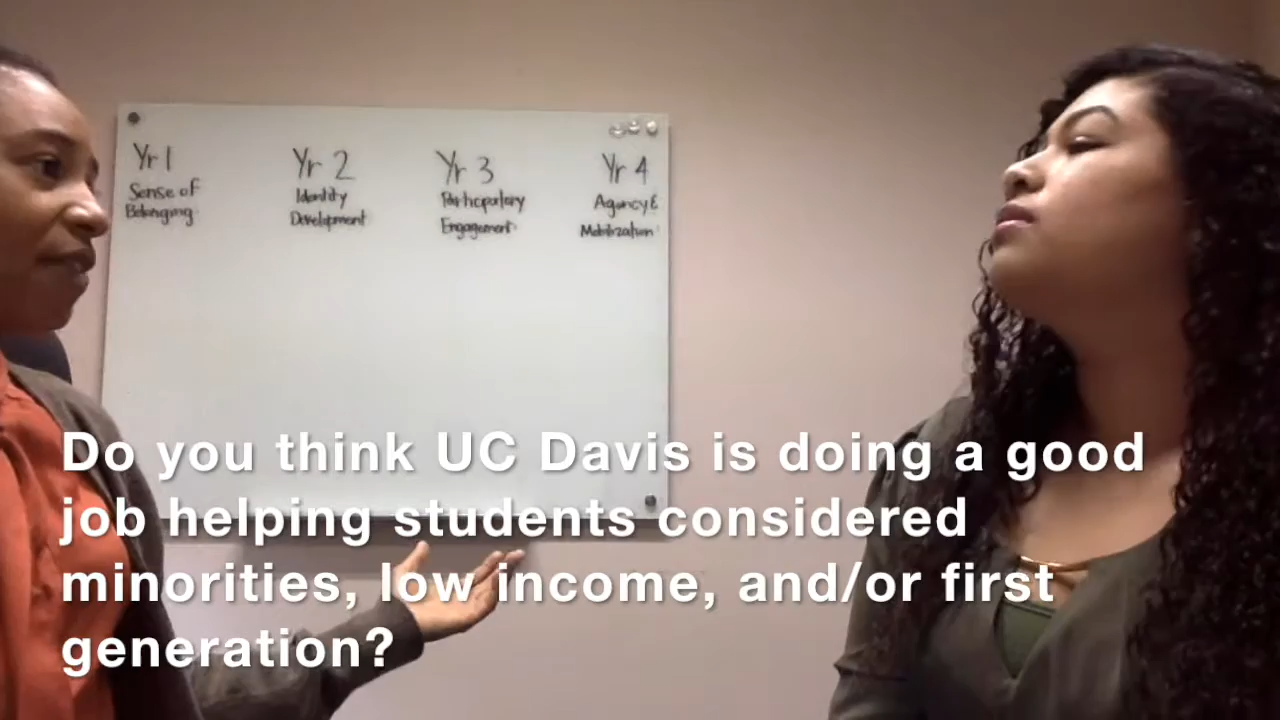 Yr 1 Yr 2 Yr 3 Yr 4
Sense of Identity Participatory Agency &
Belonging. Development Engagement. Mobilization.
Do you think UC Davis is doing a good
job helping students considered
minorities, low income, and/or first
generation?